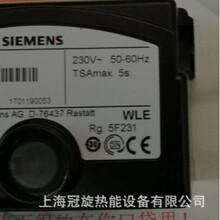 SIEMENS
230V~ 50-60Hz
TSAmax. 5s.
1701190053
ns AG, D-76437 Rastatt
WLE
Rg. 5F231
上海冠旋热能设备有限公司